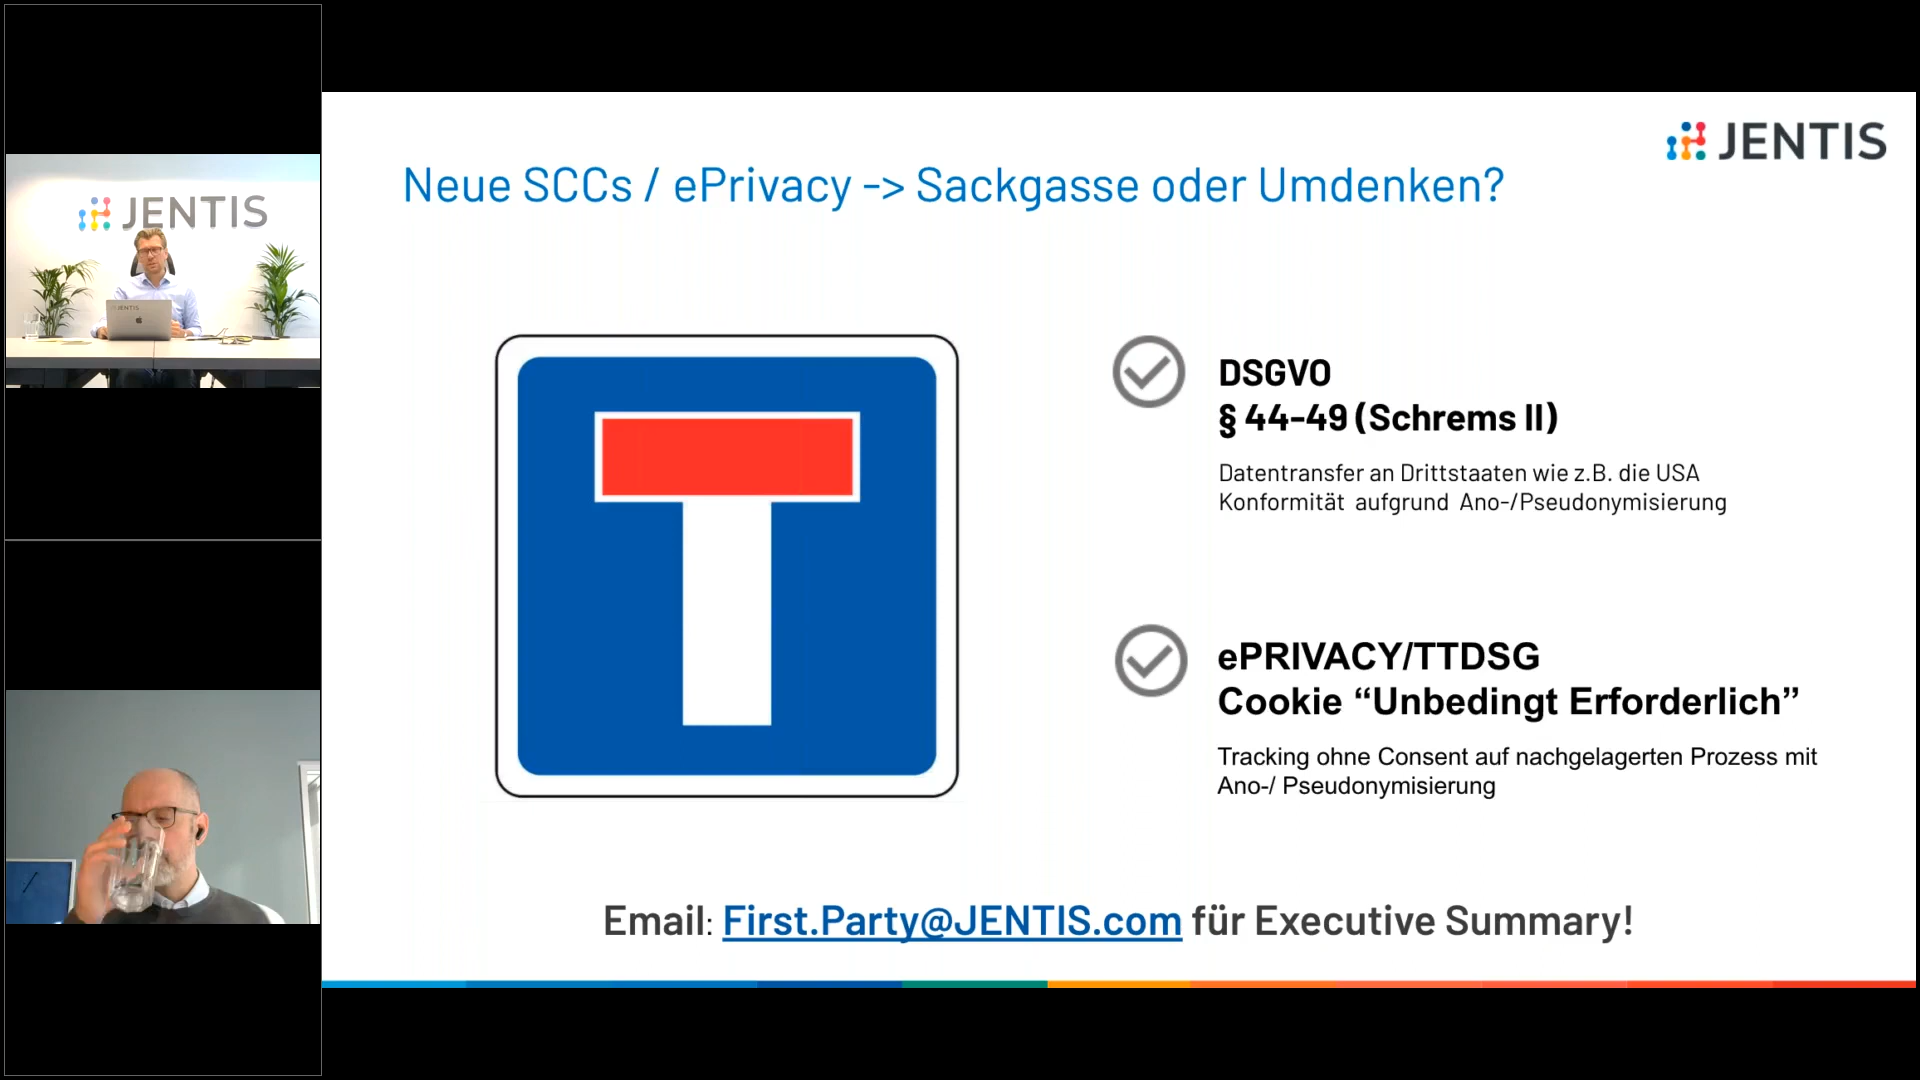 JENTIS
JENTIS
JENTIS
Neue SCCs / ePrivacy -> Sackgasse oder Umdenken?
DSGVO
§ 44-49 (Schrems II)
Datentransfer an Drittstaaten wie z.B. die USA
Konformität aufgrund Ano-/Pseudonymisierung
ePRIVACY/TTDSG
Cookie “Unbedingt Erforderlich”
Tracking ohne Consent auf nachgelagerten Prozess mit
Ano-/ Pseudonymisierung
Email: First.Party@JENTIS.com für Executive Summary!